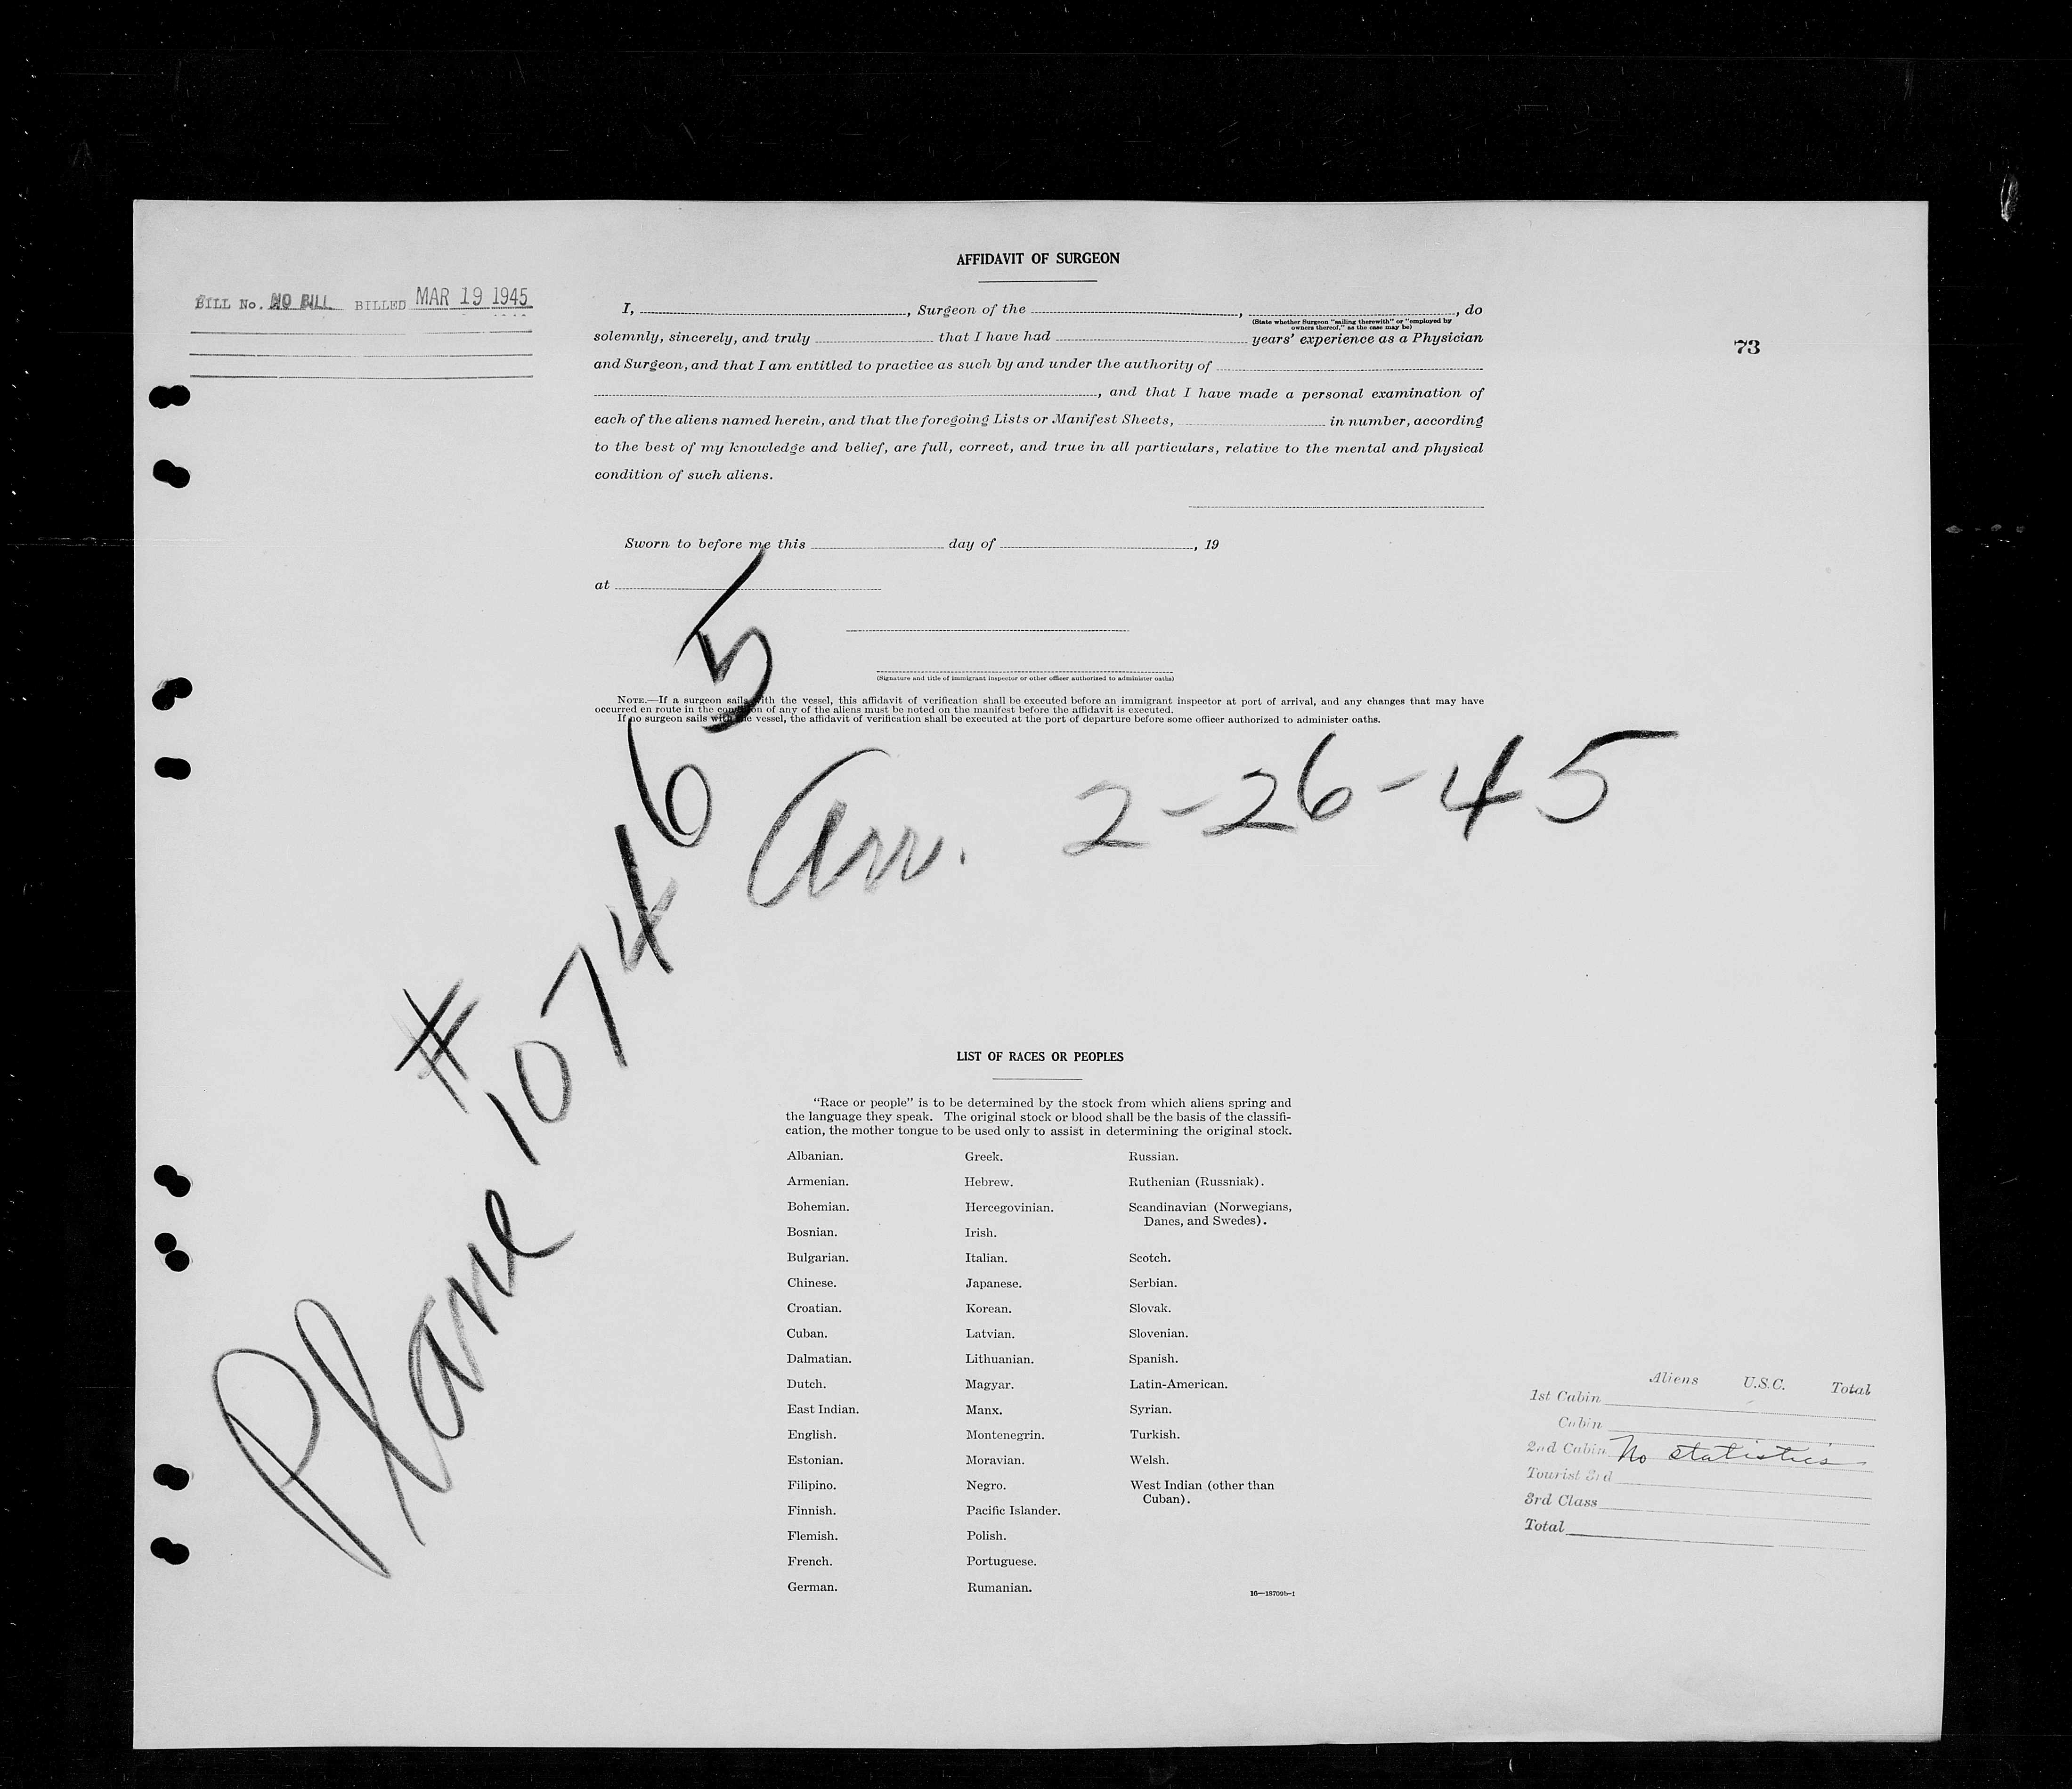 AFFIDAVIT OF SURGEON
BILL No. NO BILL BILLED MAR 19 1945
73
I, , Surgeon of the , , do
(State whether Surgeon "sailing therewith" or "employed by
owners thereof," as the case may be)
solemnly, sincerely, and truly that I have had years' experience as a Physician
and Surgeon, and that I am entitled to practice as such by and under the authority of
, and that I have made a personal examination of
each of the aliens named herein, and that the foregoing Lists or Manifest Sheets, in number, according
to the best of my knowledge and belief, are full, correct, and true in all particulars, relative to the mental and physical
condition of such aliens.
Sworn to before me this day of , 19
at
(Signature and title of immigrant inspector or other officer authorized to administer oaths)
NOTE.—If a surgeon sails with the vessel, this affidavit of verification shall be executed before an immigrant inspector at port of arrival, and any changes that may have
occurred en route in the condition of any of the aliens must be noted on the manifest before the affidavit is executed.
If no surgeon sails with the vessel, the affidavit of verification shall be executed at the port of departure before some officer authorized to administer oaths.
Plane # 107465
Arr. 2-26-45
LIST OF RACES OR PEOPLES
"Race or people" is to be determined by the stock from which aliens spring and
the language they speak. The original stock or blood shall be the basis of the classifi-
cation, the mother tongue to be used only to assist in determining the original stock.
Albanian.
Armenian.
Bohemian.
Bosnian.
Bulgarian.
Chinese.
Croatian.
Cuban.
Dalmatian.
Dutch.
East Indian.
English.
Estonian.
Filipino.
Finnish.
Flemish.
French.
German.
Greek.
Hebrew.
Hercegovinian.
Irish.
Italian.
Japanese.
Korean.
Latvian.
Lithuanian.
Magyar.
Manx.
Montenegrin.
Moravian.
Negro.
Pacific Islander.
Polish.
Portuguese.
Rumanian.
Russian.
Ruthenian (Russniak).
Scandinavian (Norwegians,
Danes, and Swedes).
Scotch.
Serbian.
Slovak.
Slovenian.
Spanish.
Latin-American.
Syrian.
Turkish.
Welsh.
West Indian (other than
Cuban).
16—18709b-1
Aliens U.S.C. Total
1st Cabin
Cabin
2nd Cabin No statistics
Tourist 3rd
3rd Class
Total